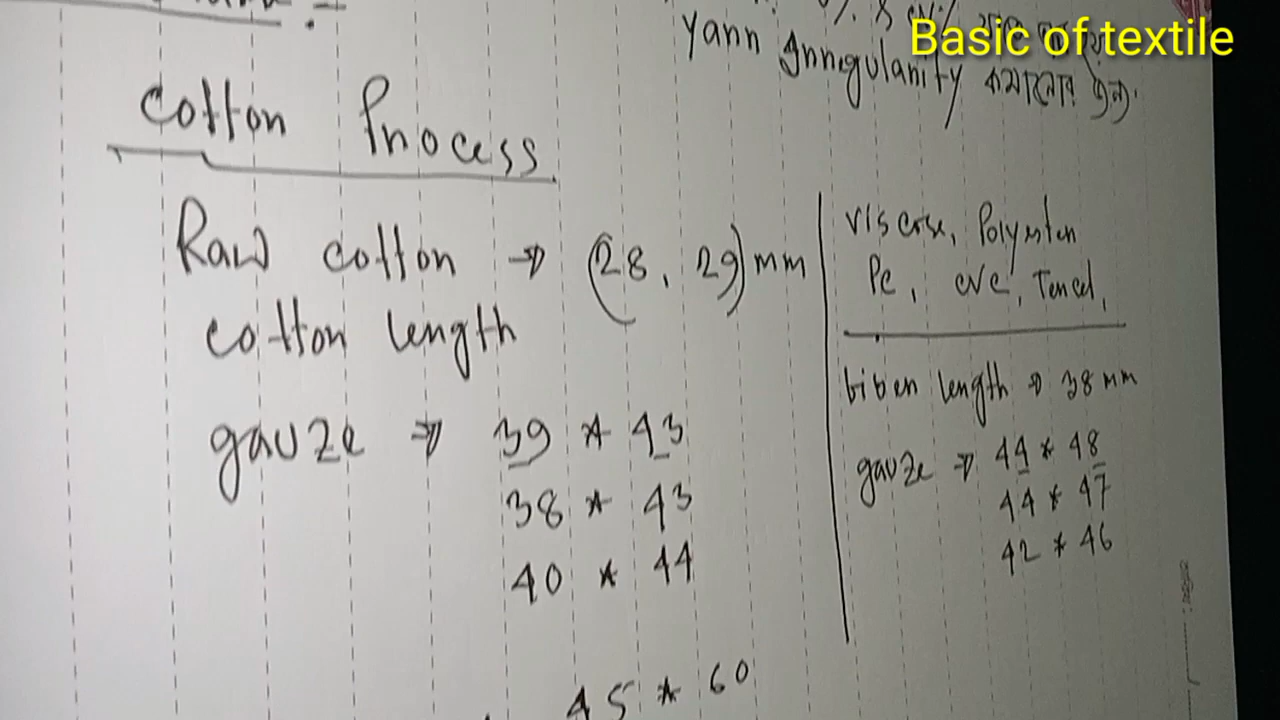 Basic of textile
Yarn Irregularity কমানোর জন্য
Cotton Process
Raw cotton ⇒ (28, 29) mm
cotton length
gauze ⇒ 39 * 43
38 * 43
40 * 44
45 * 60
viscose, Polyester
PC, CVC, Tencel,
fiber length ⇒ 38 mm
gauze ⇒ 44 * 48
44 * 47
42 * 46